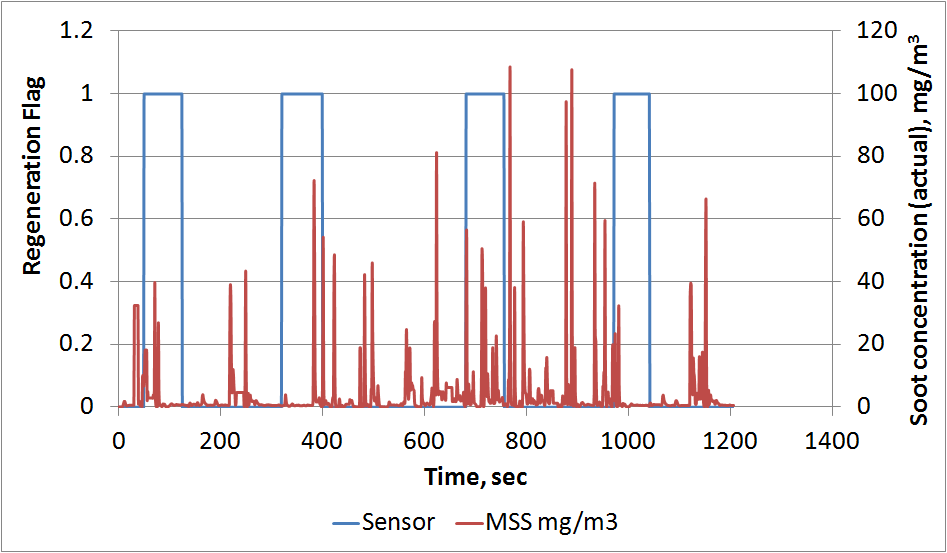 1.2
1
0.8
0.6
0.4
0.2
0
Regeneration Flag
120
100
80
60
40
20
0
Soot concentration (actual), mg/m³
0 200 400 600 800 1000 1200 1400
Time, sec
Sensor MSS mg/m3